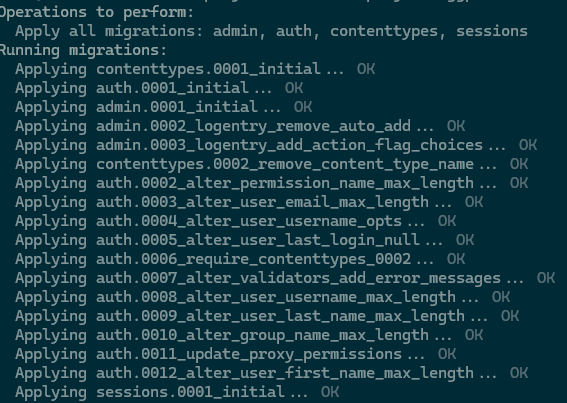 Operations to perform:
  Apply all migrations: admin, auth, contenttypes, sessions
Running migrations:
  Applying contenttypes.0001_initial... OK
  Applying auth.0001_initial... OK
  Applying admin.0001_initial... OK
  Applying admin.0002_logentry_remove_auto_add... OK
  Applying admin.0003_logentry_add_action_flag_choices... OK
  Applying contenttypes.0002_remove_content_type_name... OK
  Applying auth.0002_alter_permission_name_max_length... OK
  Applying auth.0003_alter_user_email_max_length... OK
  Applying auth.0004_alter_user_username_opts... OK
  Applying auth.0005_alter_user_last_login_null... OK
  Applying auth.0006_require_contenttypes_0002... OK
  Applying auth.0007_alter_validators_add_error_messages... OK
  Applying auth.0008_alter_user_username_max_length... OK
  Applying auth.0009_alter_user_last_name_max_length... OK
  Applying auth.0010_alter_group_name_max_length... OK
  Applying auth.0011_update_proxy_permissions... OK
  Applying auth.0012_alter_user_first_name_max_length... OK
  Applying sessions.0001_initial... OK